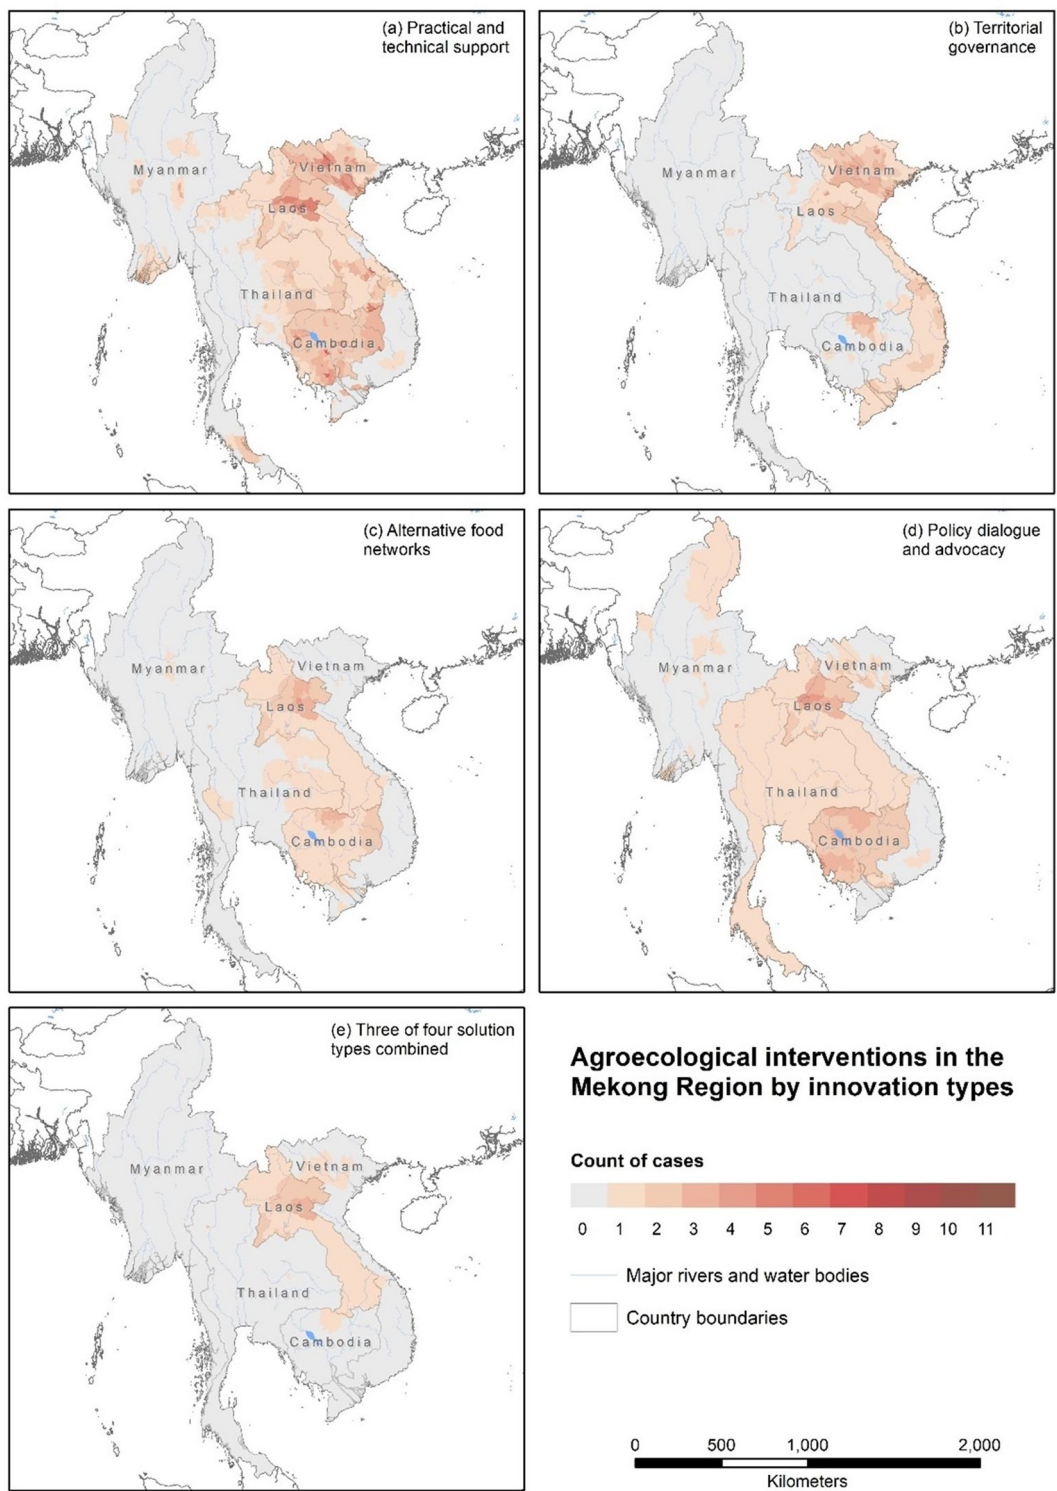 (a) Practical and
technical support
Myanmar
Vietnam
Laos
Thailand
Cambodia
(b) Territorial
governance
Myanmar
Vietnam
Laos
Thailand
Cambodia
(c) Alternative food
networks
Myanmar
Vietnam
Laos
Thailand
Cambodia
(d) Policy dialogue
and advocacy
Myanmar
Vietnam
Laos
Thailand
Cambodia
(e) Three of four solution
types combined
Myanmar
Vietnam
Laos
Thailand
Cambodia
Agroecological interventions in the
Mekong Region by innovation types
Count of cases
0 1 2 3 4 5 6 7 8 9 10 11
Major rivers and water bodies
Country boundaries
0 500 1,000 2,000
Kilometers